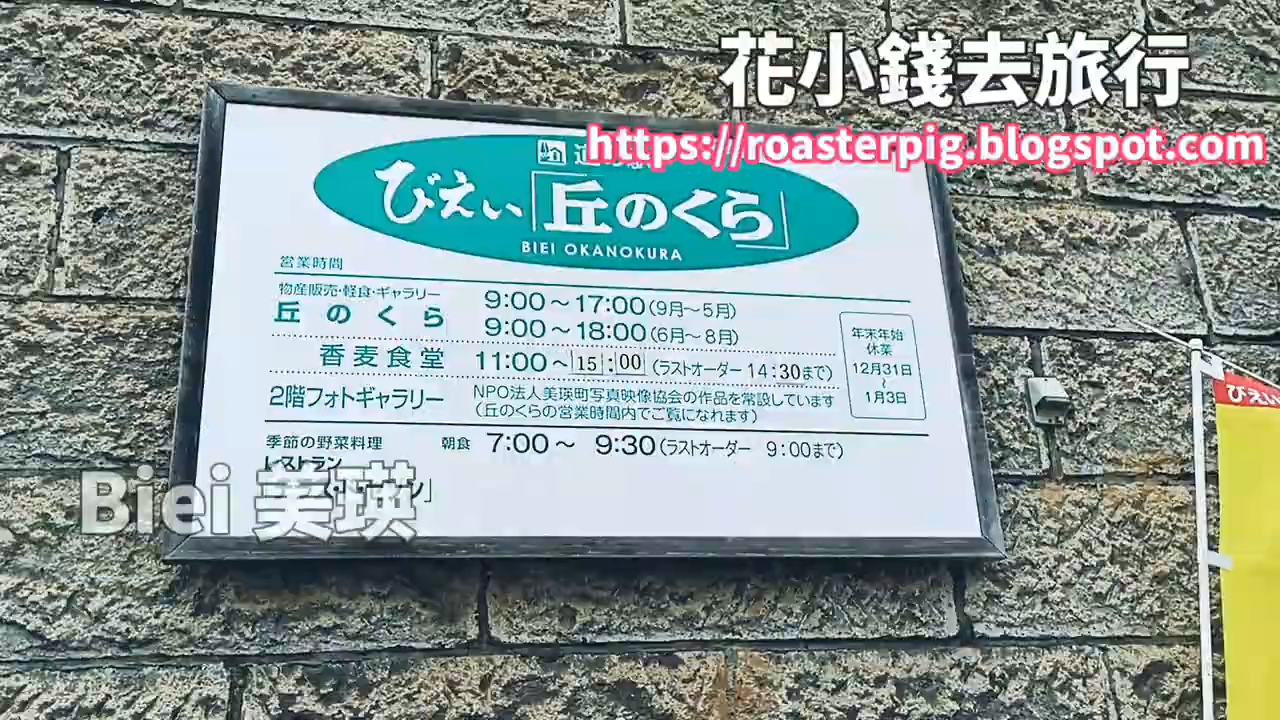 花小錢去旅行
https://roasterpig.blogspot.com
びえい「丘のくら」
BIEI OKANOKURA
営業時間
物産販売・軽食・ギャラリー
丘のくら
9:00〜17:00(9月〜5月)
9:00〜18:00(6月〜8月)
香麦食堂 11:00〜15:00(ラストオーダー 14:30まで)
2階フォトギャラリー
NPO法人美瑛町写真映像協会の作品を常設しています
(丘のくらの営業時間内でご覧になれます)
年末年始
休業
12月31日
〜
1月3日
季節の野菜料理 朝食 7:00〜 9:30(ラストオーダー 9:00まで)
レストラン
Biei 美瑛
びえい